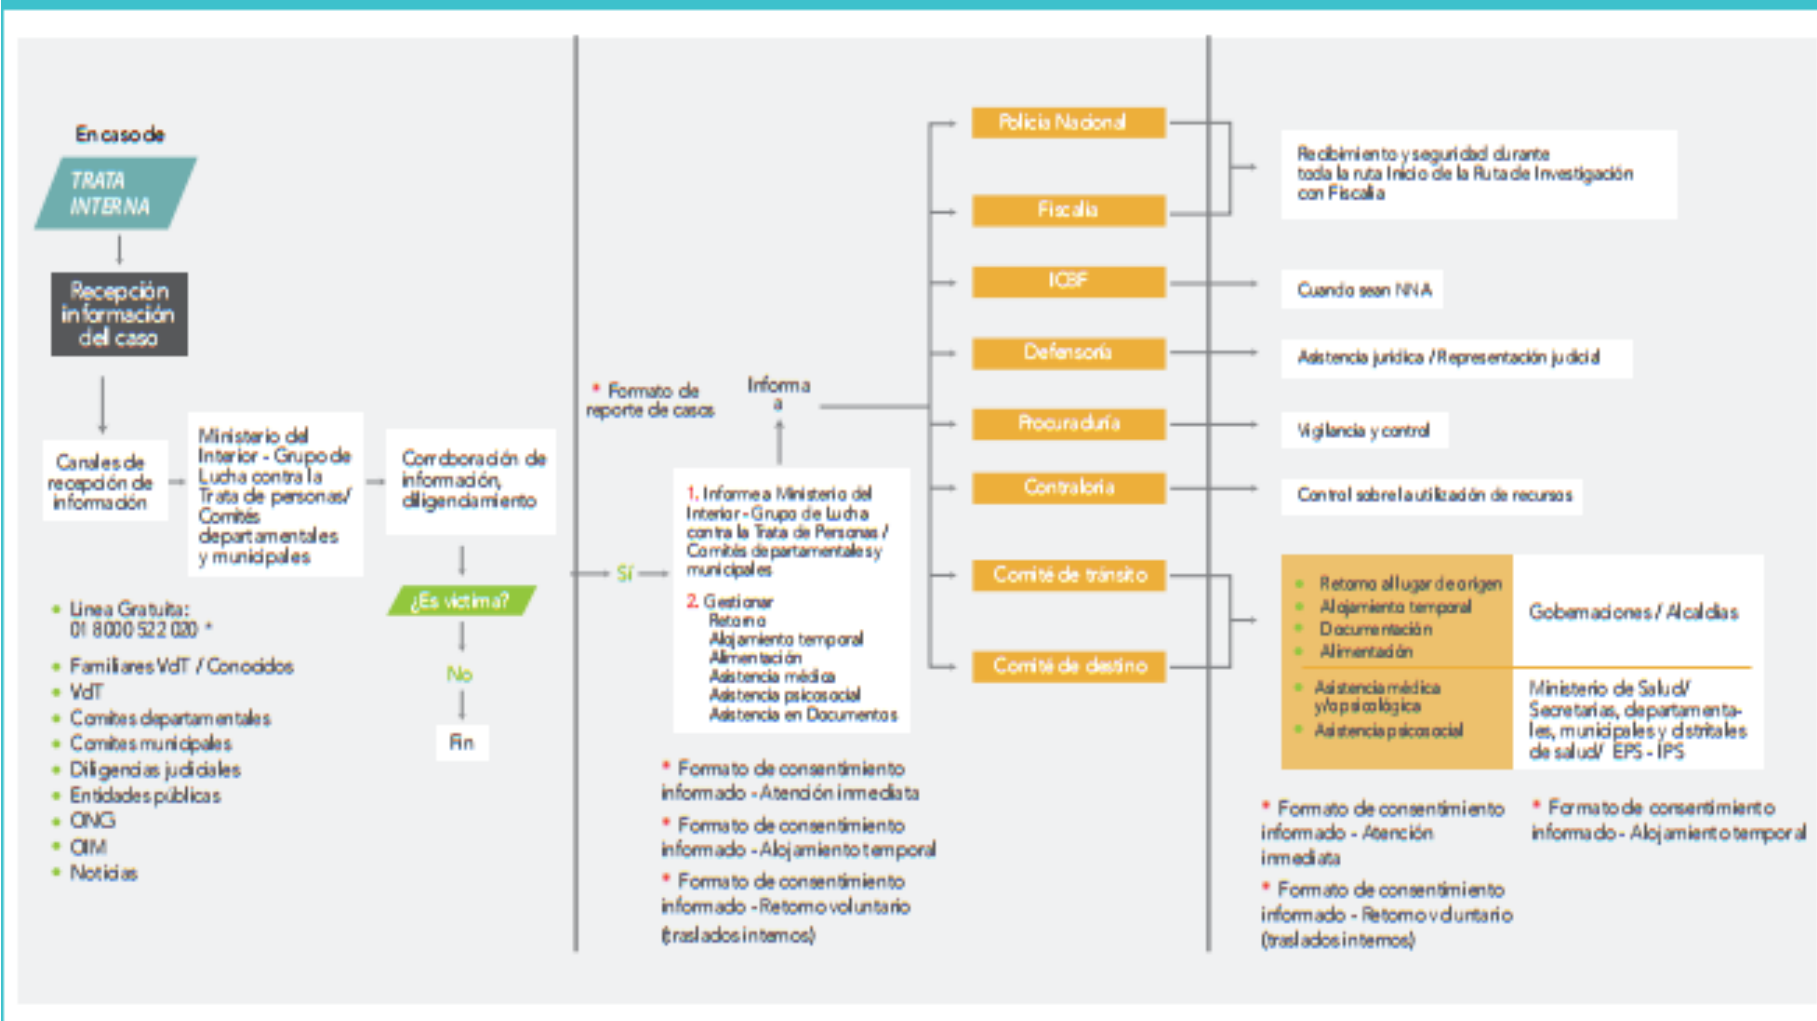 En caso de
TRATA
INTERNA
Recepción
información
del caso
Canales de
recepción de
información
Ministerio del
Interior - Grupo de
Lucha contra la
Trata de personas/
Comités
departamentales
y municipales
Corroboración de
información,
diligenciamiento
¿Es víctima?
No
Fin
• Línea Gratuita:
01 8000 522 020 *
• Familiares VdT / Conocidos
• VdT
• Comites departamentales
• Comites municipales
• Diligencias judiciales
• Entidades públicas
• ONG
• OIM
• Noticias
Sí
* Formato de
reporte de casos
Informa
a
1. Informe a Ministerio del
Interior - Grupo de Lucha
contra la Trata de Personas /
Comités departamentales y
municipales
2. Gestionar
Retorno
Alojamiento temporal
Alimentación
Asistencia médica
Asistencia psicosocial
Asistencia en Documentos
* Formato de consentimiento
informado - Atención inmediata
* Formato de consentimiento
informado - Alojamiento temporal
* Formato de consentimiento
informado - Retorno voluntario
(traslados internos)
Policía Nacional
Fiscalía
ICBF
Defensoría
Procuraduría
Contraloría
Comité de tránsito
Comité de destino
Recibimiento y seguridad durante
toda la ruta Inicio de la Ruta de Investigación
con Fiscalía
Cuando sean NNA
Asistencia jurídica / Representación judicial
Vigilancia y control
Control sobre la utilización de recursos
• Retorno al lugar de origen
• Alojamiento temporal
• Documentación
• Alimentación
Gobernaciones / Alcaldías
• Asistencia médica
y/o psicológica
• Asistencia psicosocial
Ministerio de Salud/
Secretarías, departamenta-
les, municipales y distritales
de salud/ EPS - IPS
* Formato de consentimiento
informado - Atención
inmediata
* Formato de consentimiento
informado - Retorno voluntario
(traslados internos)
* Formato de consentimiento
informado - Alojamiento temporal